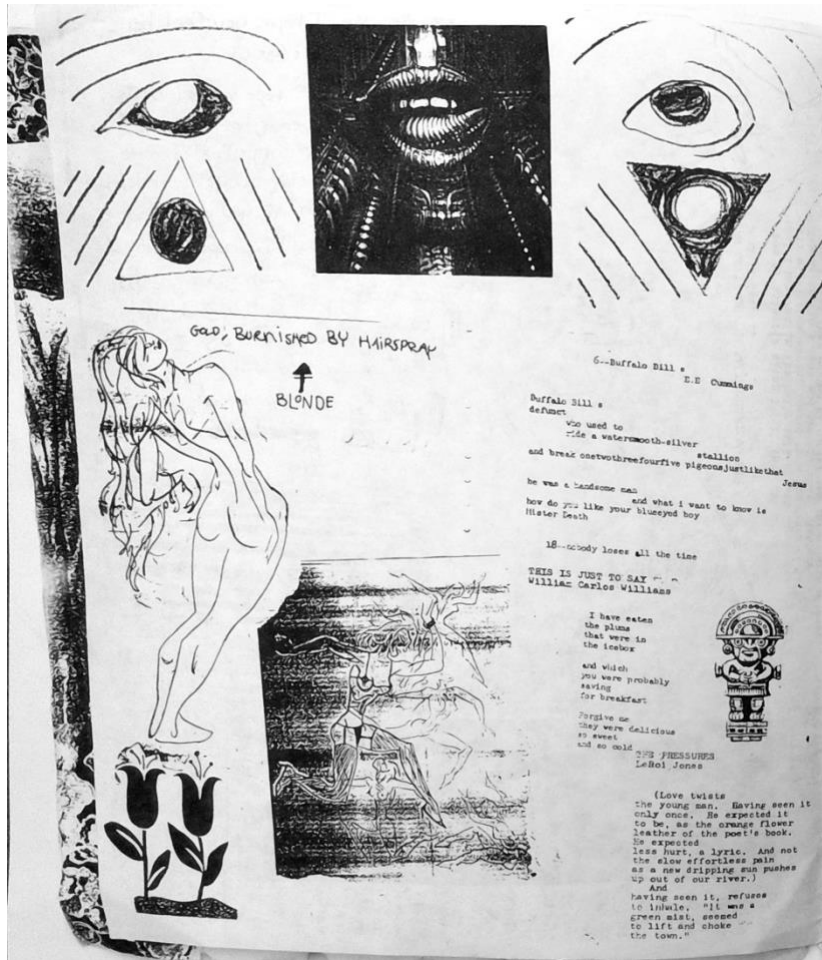 GOLD, BURNISHED BY HAIRSPRAY
BLONDE
6--Buffalo Bill s
E.E Cummings
Buffalo Bill s
defunct
who used to
ride a watersmooth-silver
stallion
and break onetwothreefourfive pigeonsjustlikethat
Jesus
he was a handsome man
and what i want to know is
how do you like your blueeyed boy
Mister Death
18--nobody loses all the time
THIS IS JUST TO SAY
William Carlos Williams
I have eaten
the plums
that were in
the icebox
and which
you were probably
saving
for breakfast
Forgive me
they were delicious
so sweet
and so cold
THE PRESSURES
LeRoi Jones
(Love twists
the young man. Having seen it
only once. He expected it
to be, as the orange flower
leather of the poet's book.
He expected
less hurt, a lyric. And not
the slow effortless pain
as a new dripping sun pushes
up out of our river.)
And
having seen it, refuses
to inhale. "It was a
green mist, seemed
to lift and choke
the town."